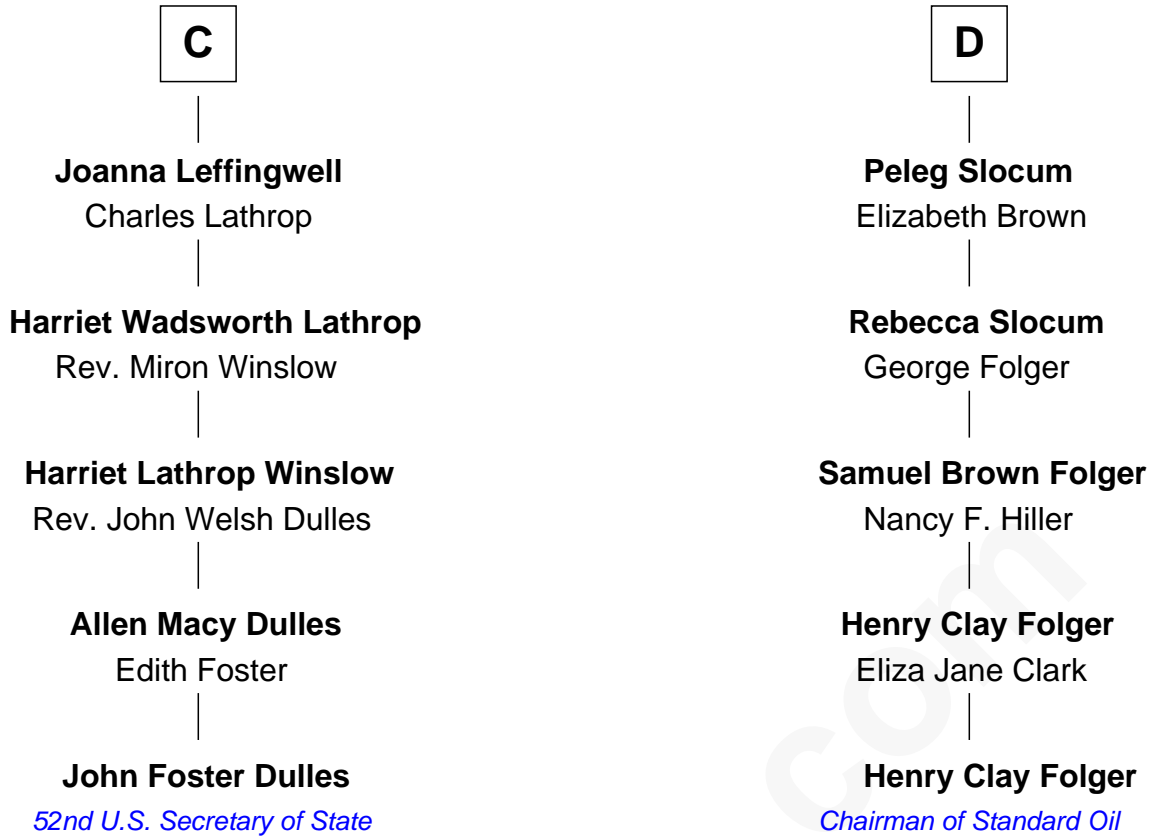 C
Joanna Leffingwell
Charles Lathrop
Harriet Wadsworth Lathrop
Rev. Miron Winslow
Harriet Lathrop Winslow
Rev. John Welsh Dulles
Allen Macy Dulles
Edith Foster
John Foster Dulles
52nd U.S. Secretary of State
D
Peleg Slocum
Elizabeth Brown
Rebecca Slocum
George Folger
Samuel Brown Folger
Nancy F. Hiller
Henry Clay Folger
Eliza Jane Clark
Henry Clay Folger
Chairman of Standard Oil
com